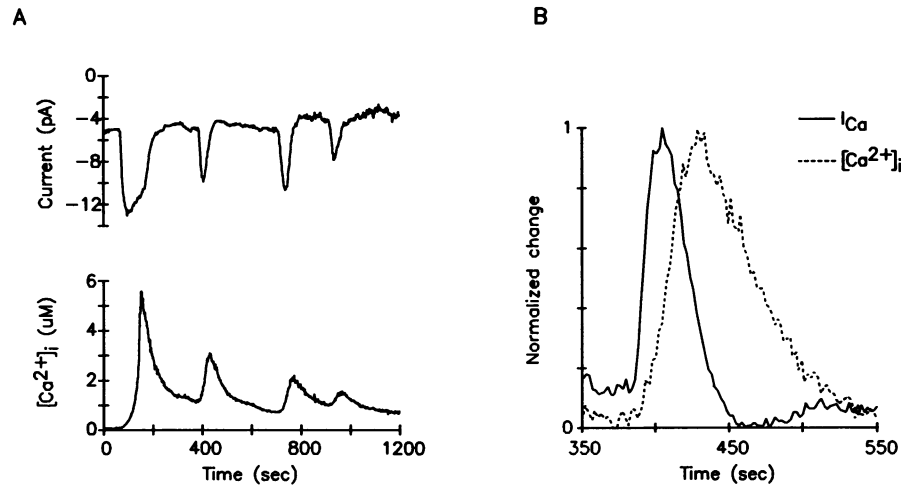 A
B
0
−4
−8
−12
Current (pA)
6
4
2
0
[Ca²⁺]ᵢ (uM)
0 400 800 1200
Time (sec)
I_Ca
[Ca²⁺]ᵢ
1
0
Normalized change
350 450 550
Time (sec)